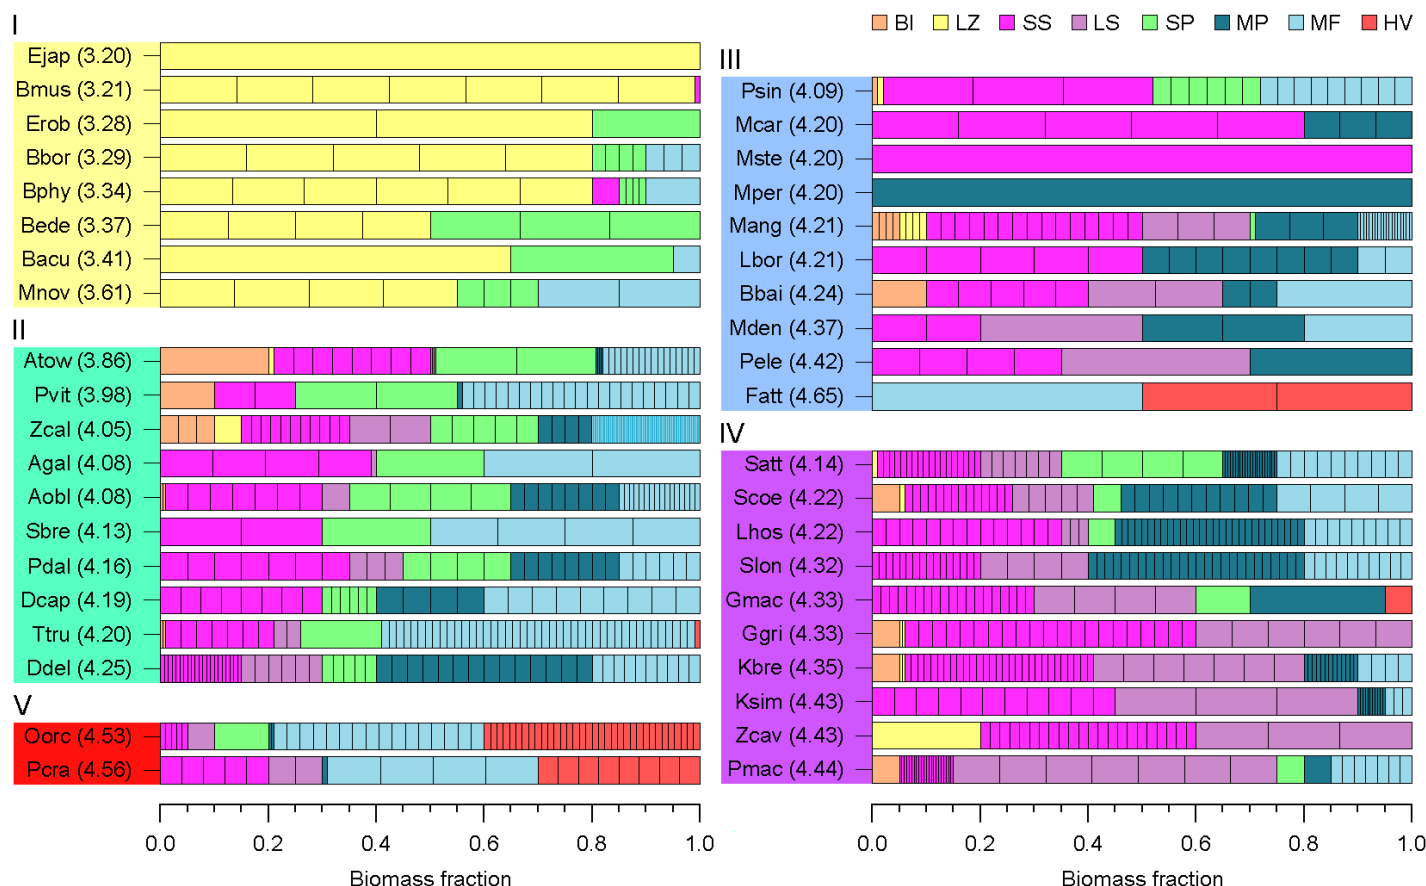 BI LZ SS LS SP MP MF HV
I
Ejap (3.20)
Bmus (3.21)
Erob (3.28)
Bbor (3.29)
Bphy (3.34)
Bede (3.37)
Bacu (3.41)
Mnov (3.61)
II
Atow (3.86)
Pvit (3.98)
Zcal (4.05)
Agal (4.08)
Aobl (4.08)
Sbre (4.13)
Pdal (4.16)
Dcap (4.19)
Ttru (4.20)
Ddel (4.25)
V
Oorc (4.53)
Pcra (4.56)
0.0 0.2 0.4 0.6 0.8 1.0
Biomass fraction
III
Psin (4.09)
Mcar (4.20)
Mste (4.20)
Mper (4.20)
Mang (4.21)
Lbor (4.21)
Bbai (4.24)
Mden (4.37)
Pele (4.42)
Fatt (4.65)
IV
Satt (4.14)
Scoe (4.22)
Lhos (4.22)
Slon (4.32)
Gmac (4.33)
Ggri (4.33)
Kbre (4.35)
Ksim (4.43)
Zcav (4.43)
Pmac (4.44)
0.0 0.2 0.4 0.6 0.8 1.0
Biomass fraction